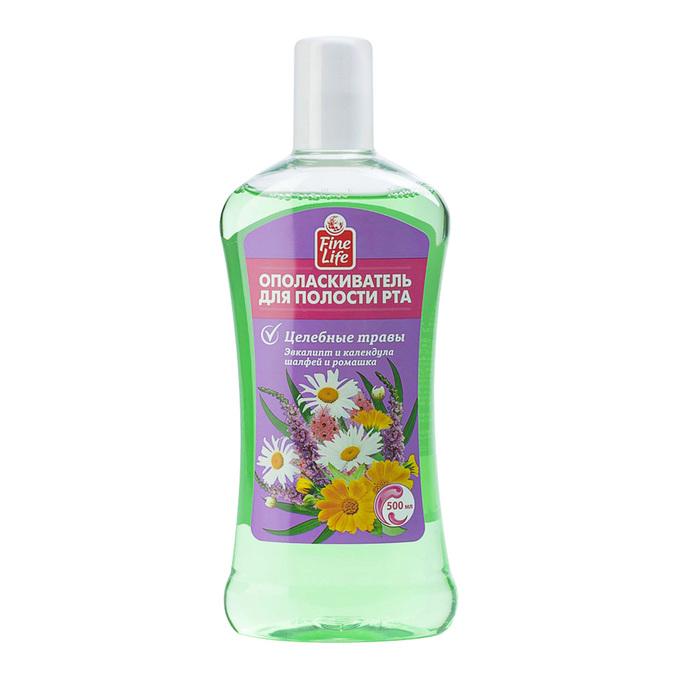 Fine
Life
ОПОЛАСКИВАТЕЛЬ
ДЛЯ ПОЛОСТИ РТА
Целебные травы
Эвкалипт и календула
шалфей и ромашка
500 мл